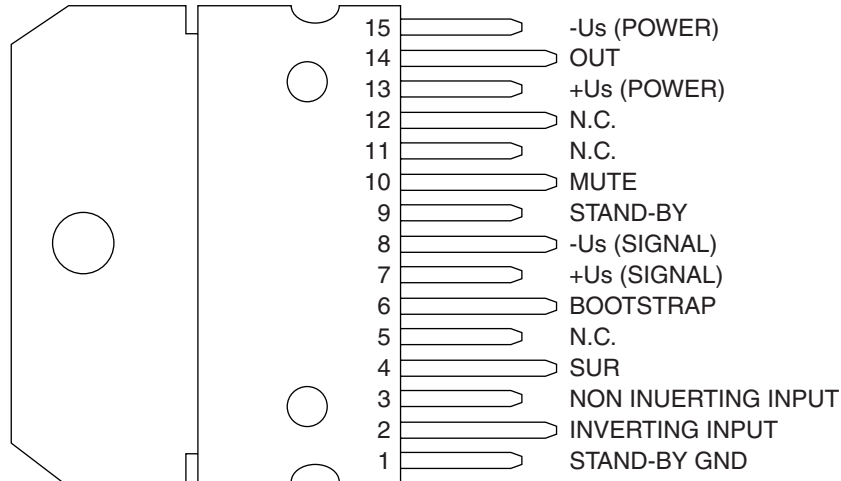 15 -Us (POWER)
14 OUT
13 +Us (POWER)
12 N.C.
11 N.C.
10 MUTE
9 STAND-BY
8 -Us (SIGNAL)
7 +Us (SIGNAL)
6 BOOTSTRAP
5 N.C.
4 SUR
3 NON INUERTING INPUT
2 INVERTING INPUT
1 STAND-BY GND